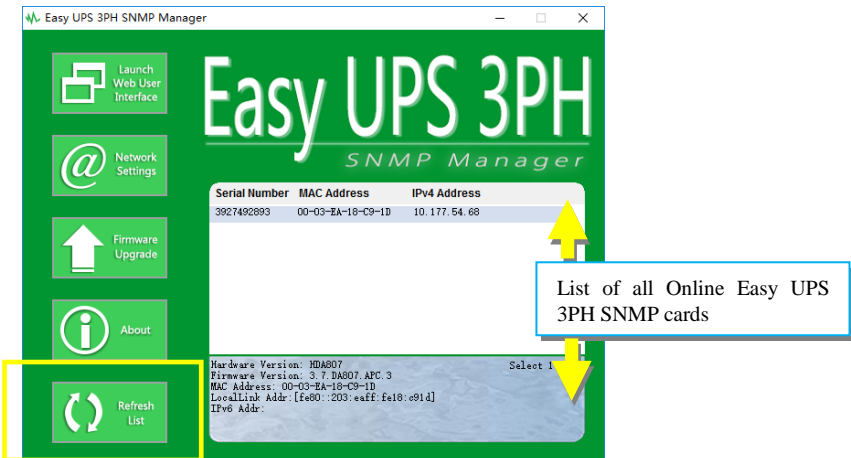 Easy UPS 3PH SNMP Manager
Launch
Web User
Interface
Network
Settings
Firmware
Upgrade
About
Refresh
List
Easy UPS 3PH
SNMP Manager
Serial Number MAC Address IPv4 Address
3927492893 00-03-EA-18-C9-1D 10.177.54.68
Hardware Version: HDA807 Select 1
Firmware Version: 3.7.DA807.APC.3
MAC Address: 00-03-EA-18-C9-1D
LocalLink Addr:[fe80::203:eaff:fe18:c91d]
IPv6 Addr:
List of all Online Easy UPS
3PH SNMP cards